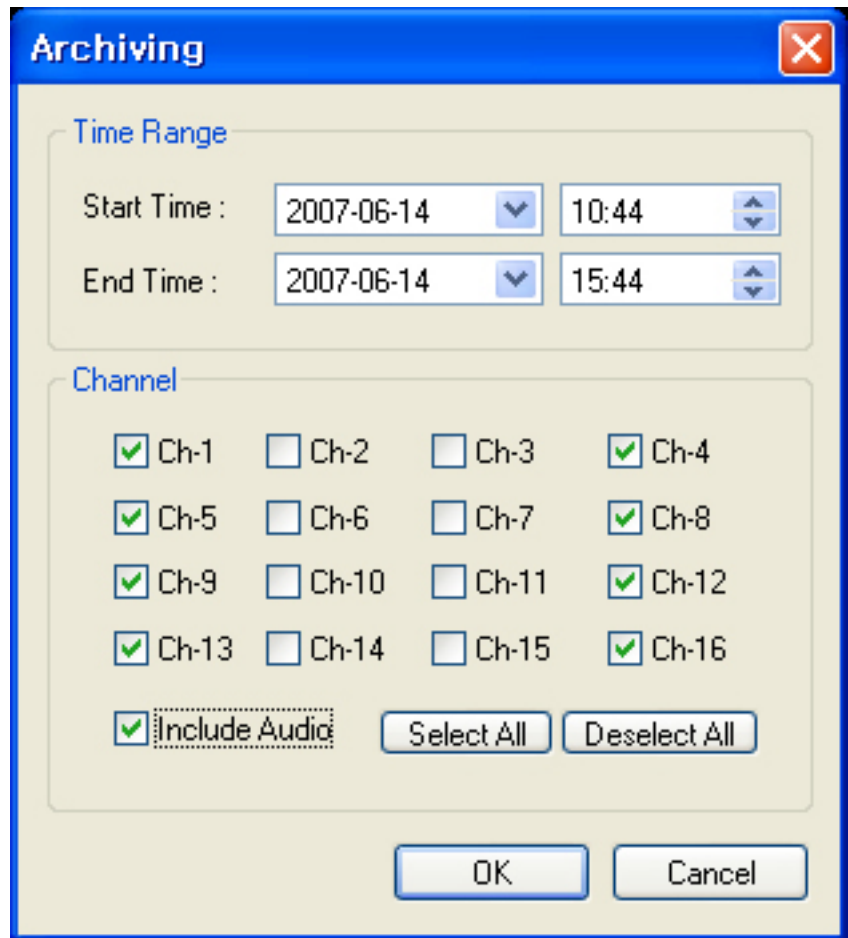 Archiving
Time Range
Start Time : 2007-06-14 10:44
End Time : 2007-06-14 15:44
Channel
Ch-1 Ch-2 Ch-3 Ch-4
Ch-5 Ch-6 Ch-7 Ch-8
Ch-9 Ch-10 Ch-11 Ch-12
Ch-13 Ch-14 Ch-15 Ch-16
Include Audio Select All Deselect All
OK Cancel